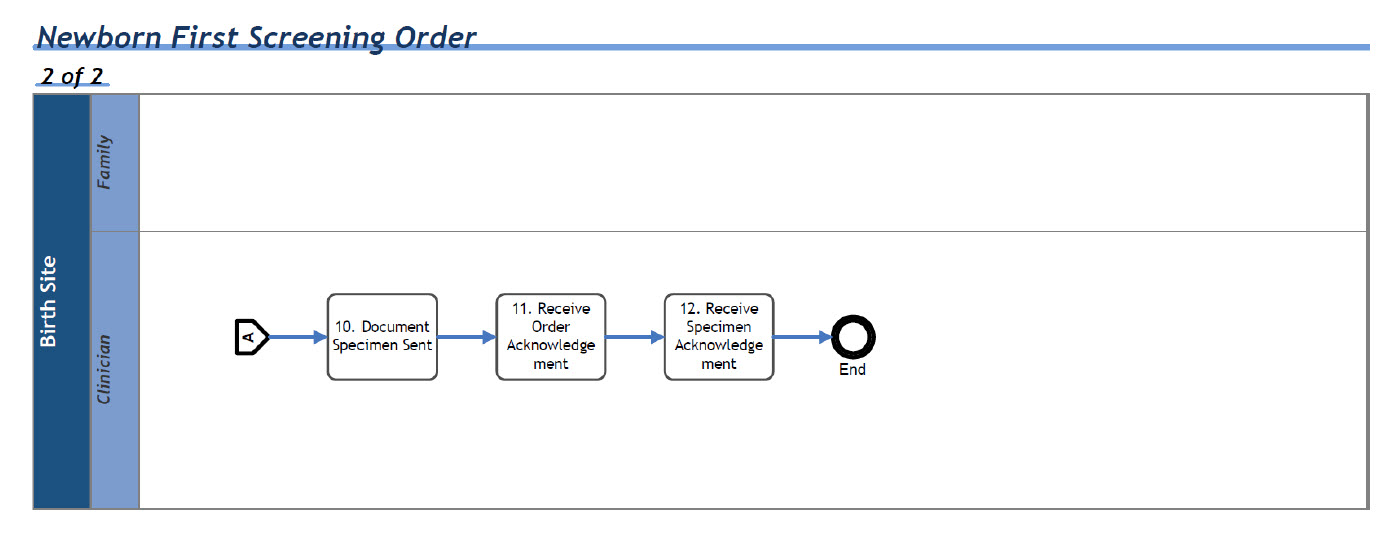 Newborn First Screening Order
2 of 2
Birth Site
Family
Clinician
A
10. Document
Specimen Sent
11. Receive
Order
Acknowledge
ment
12. Receive
Specimen
Acknowledge
ment
End